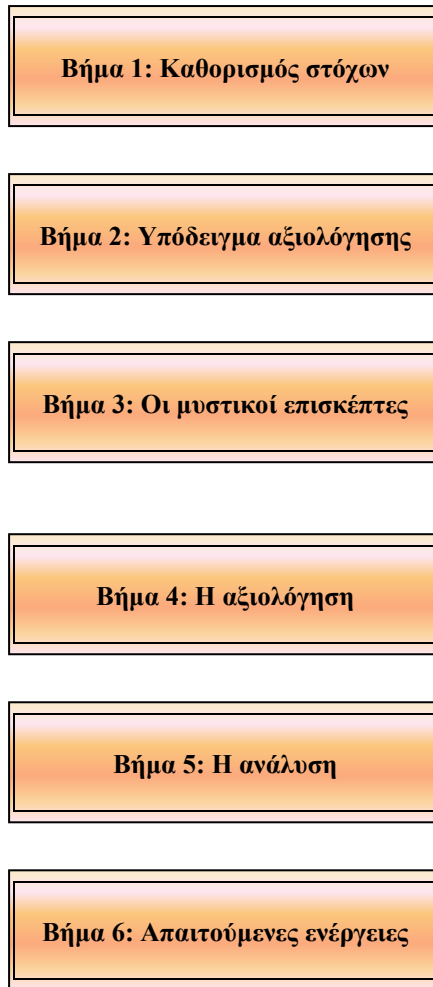 Βήμα 1: Καθορισμός στόχων
Βήμα 2: Υπόδειγμα αξιολόγησης
Βήμα 3: Οι μυστικοί επισκέπτες
Βήμα 4: Η αξιολόγηση
Βήμα 5: Η ανάλυση
Βήμα 6: Απαιτούμενες ενέργειες